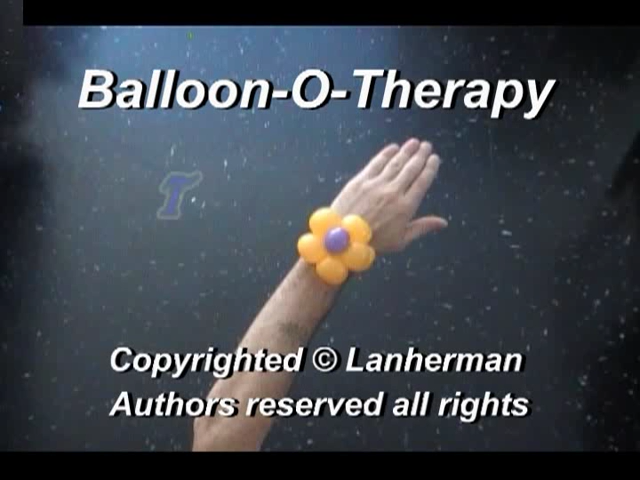 Balloon-O-Therapy
T
Copyrighted © Lanherman
Authors reserved all rights